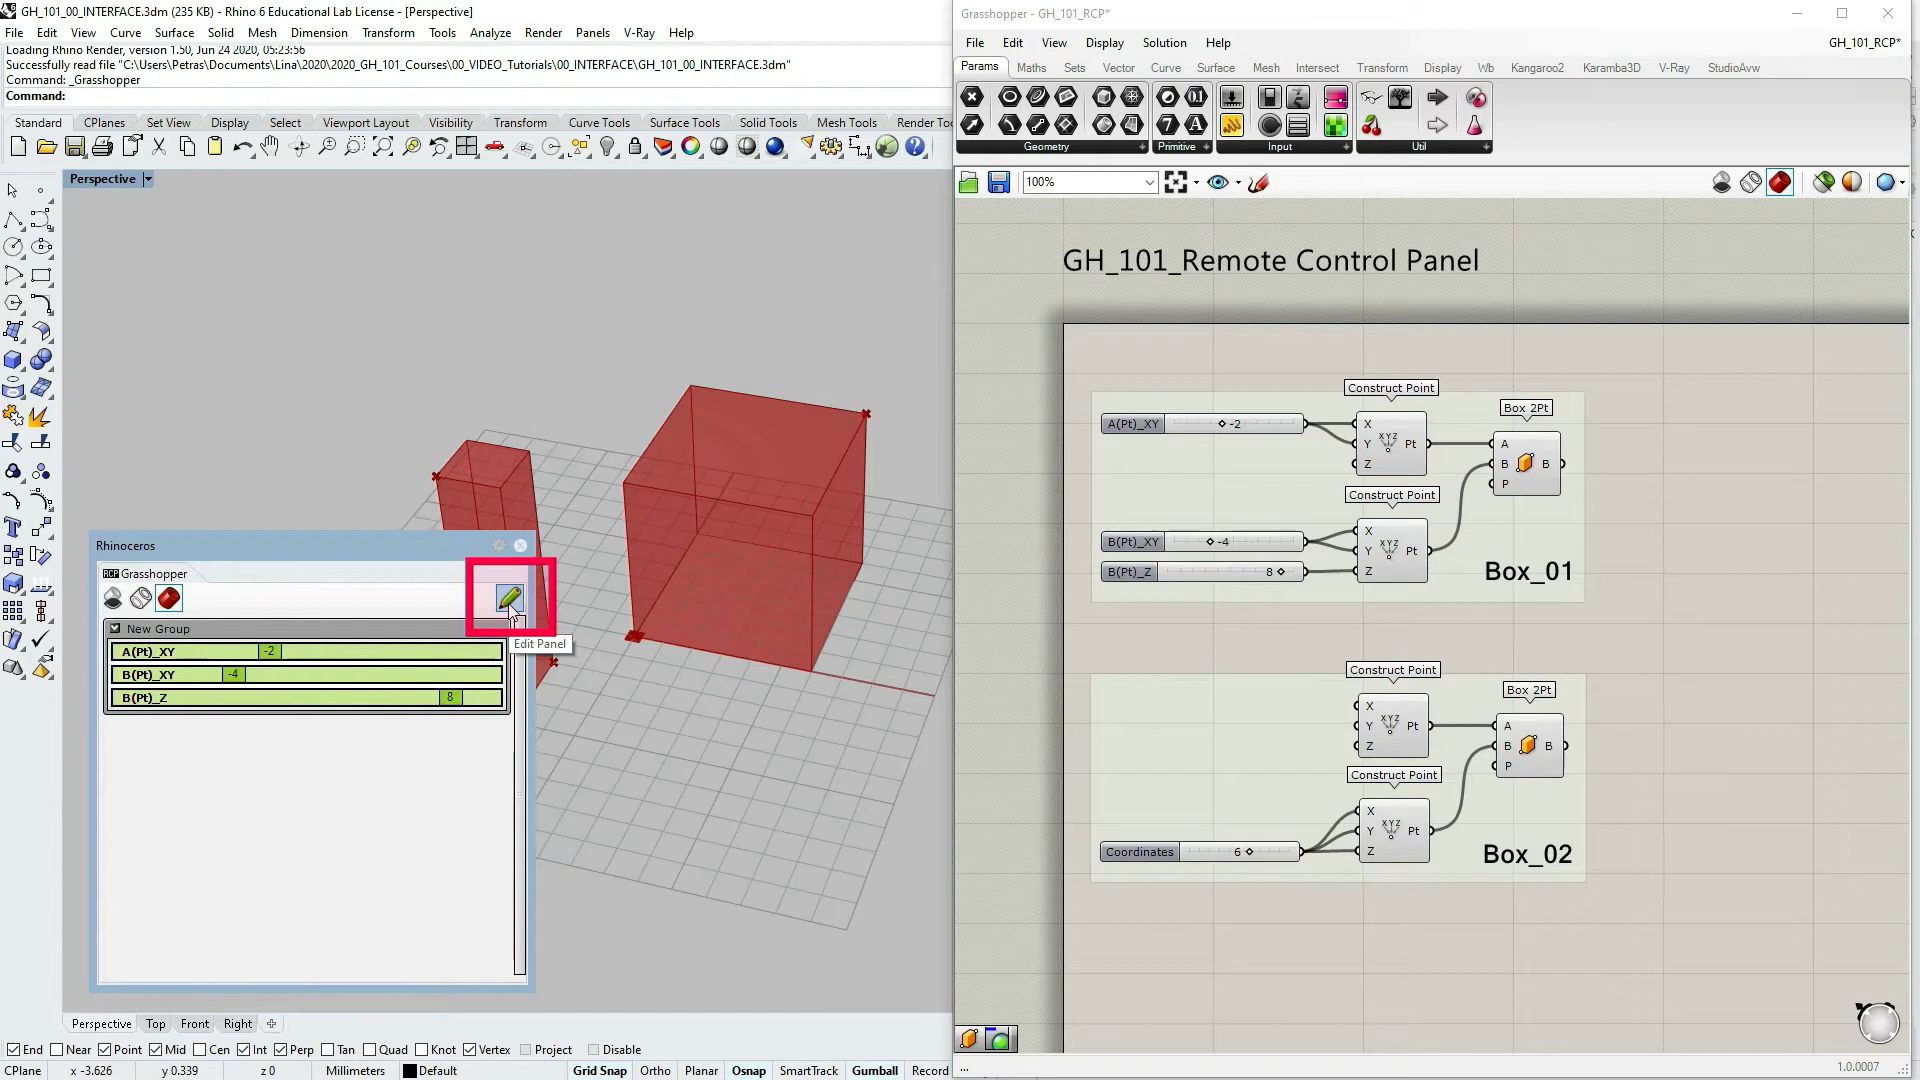 GH_101_00_INTERFACE.3dm (235 KB) - Rhino 6 Educational Lab License - [Perspective]
File Edit View Curve Surface Solid Mesh Dimension Transform Tools Analyze Render Panels V-Ray Help
Loading Rhino Render, version 1.50, Jun 24 2020, 05:23:56
Successfully read file "C:\Users\Petras\Documents\Lina\2020\2020_GH_101_Courses\00_VIDEO_Tutorials\00_INTERFACE\GH_101_00_INTERFACE.3dm"
Command: _Grasshopper
Command:
Standard CPlanes Set View Display Select Viewport Layout Visibility Transform Curve Tools Surface Tools Solid Tools Mesh Tools Render Too
Perspective
Rhinoceros
RCP Grasshopper
Edit Panel
New Group
A(Pt)_XY -2
B(Pt)_XY -4
B(Pt)_Z 8
Perspective Top Front Right
End Near Point Mid Cen Int Perp Tan Quad Knot Vertex Project Disable
CPlane x -3.626 y 0.339 z 0 Millimeters Default Grid Snap Ortho Planar Osnap SmartTrack Gumball Record
Grasshopper - GH_101_RCP*
File Edit View Display Solution Help GH_101_RCP*
Params Maths Sets Vector Curve Surface Mesh Intersect Transform Display Wb Kangaroo2 Karamba3D V-Ray StudioAvw
Geometry Primitive Input Util
100%
GH_101_Remote Control Panel
Construct Point
Box 2Pt
A(Pt)_XY -2
X
Y Pt
Z
A
B B
P
Construct Point
B(Pt)_XY -4
B(Pt)_Z 8
X
Y Pt
Z
Box_01
Construct Point
Box 2Pt
X
Y Pt
Z
A
B B
P
Construct Point
X
Y Pt
Z
Coordinates 6
Box_02
...
1.0.0007